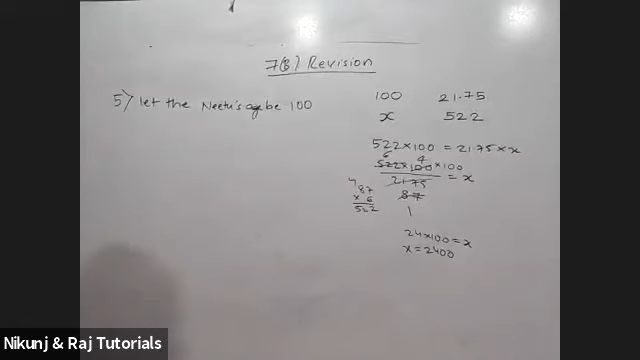 7(B) Revision
5) let the Neetu's age be 100
100 21.75
x 522
522×100 = 21.75×x
6 4
522×100×100
21.75 = x
87
1
4
87
×6
522
24×100=x
x=2400
Nikunj & Raj Tutorials